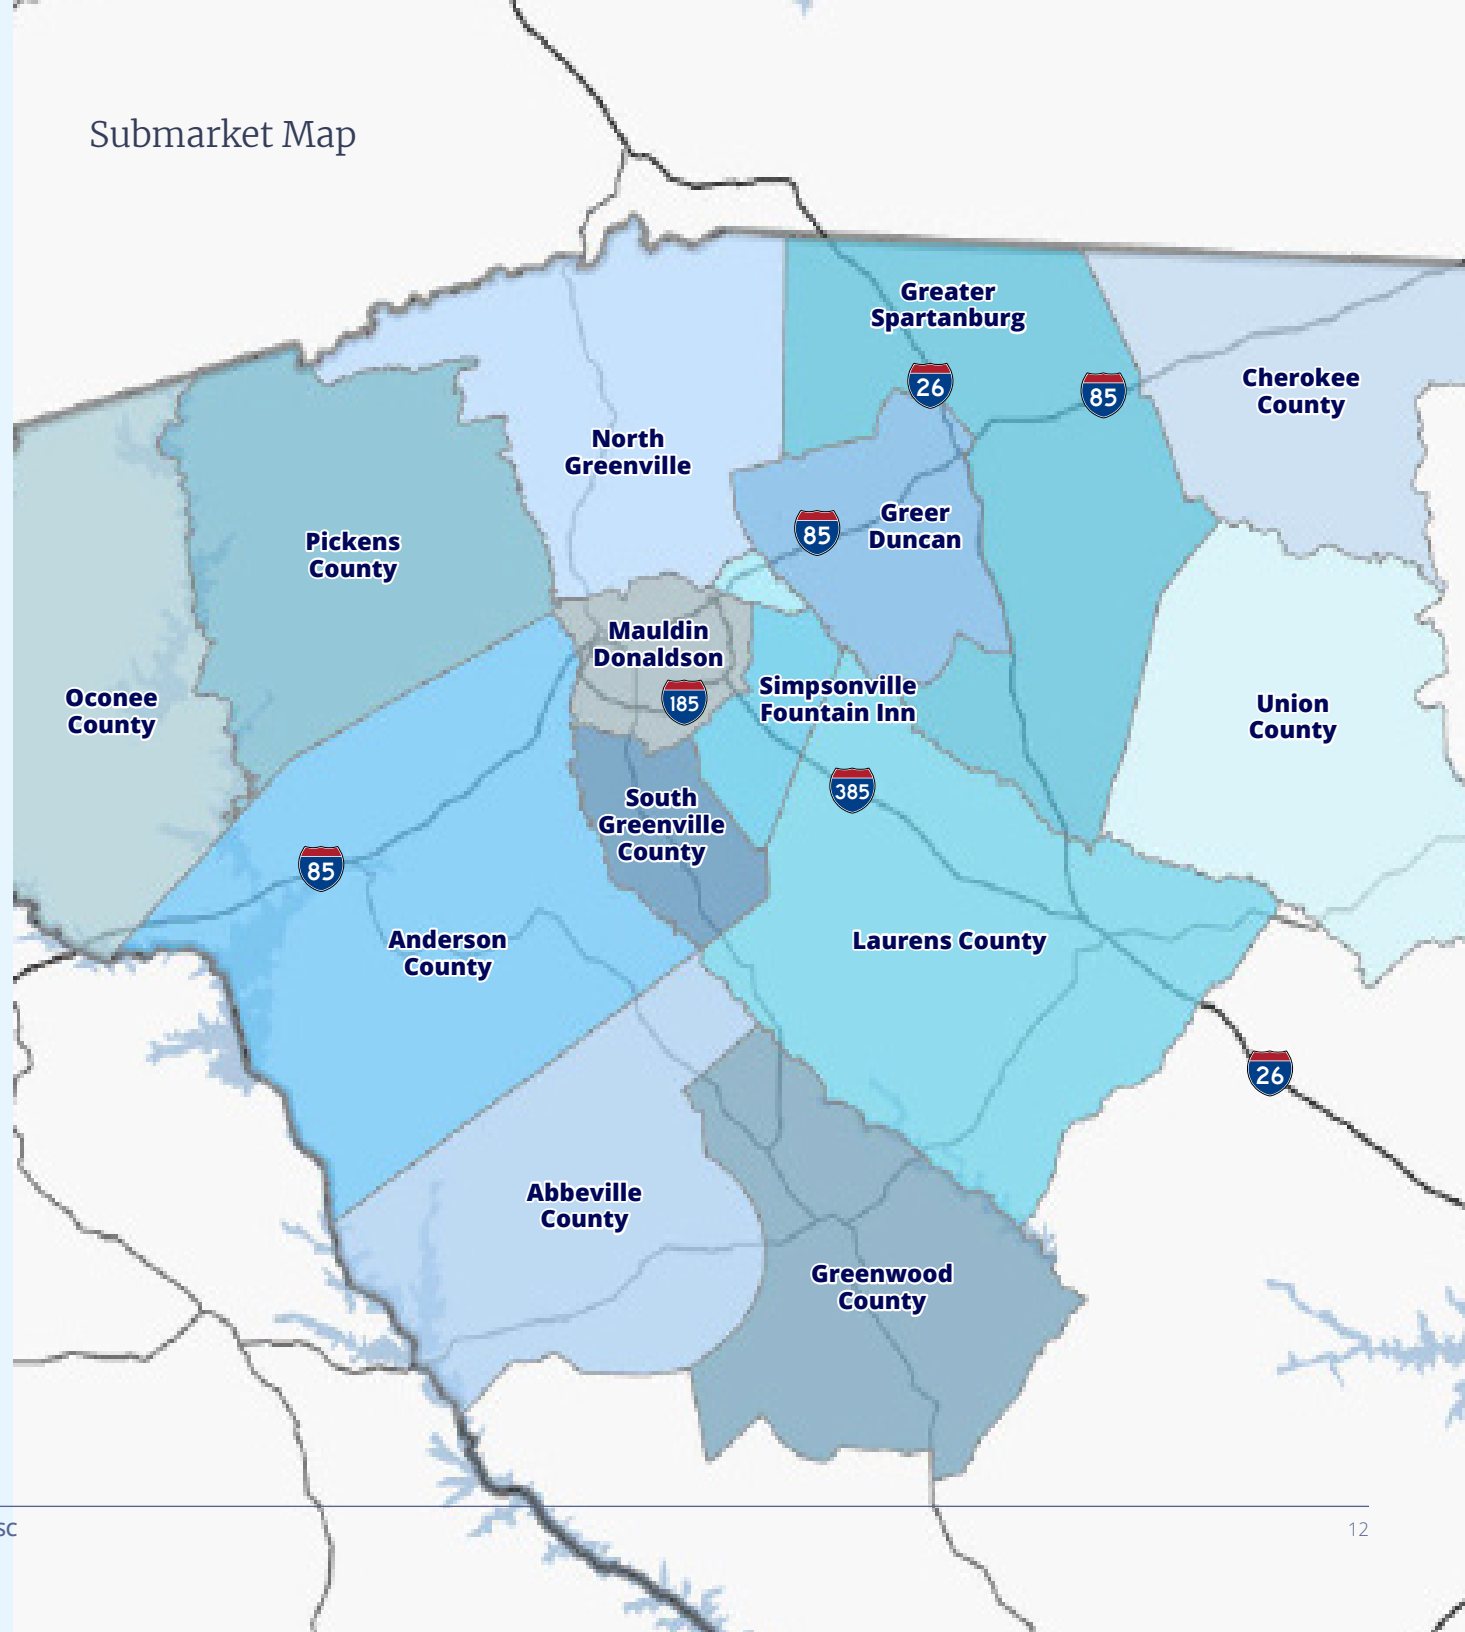 Submarket Map
Greater
Spartanburg
26
85
Cherokee
County
North
Greenville
Greer
Duncan
85
Pickens
County
Mauldin
Donaldson
185
Simpsonville
Fountain Inn
Oconee
County
Union
County
385
South
Greenville
County
85
Anderson
County
Laurens County
26
Abbeville
County
Greenwood
County
SC
12